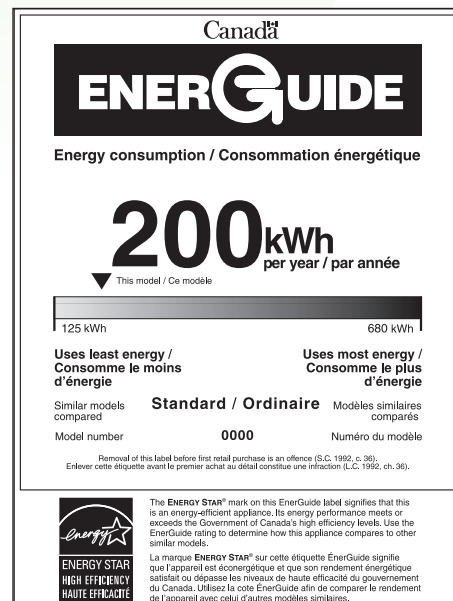 Canada
ENERGUIDE
Energy consumption / Consommation énergétique
200 kWh
per year / par année
This model / Ce modèle
125 kWh 680 kWh
Uses least energy / Uses most energy /
Consomme le moins Consomme le plus
d'énergie d'énergie
Similar models Standard / Ordinaire Modèles similaires
compared comparés
Model number 0000 Numéro du modèle
Removal of this label before first retail purchase is an offence (S.C. 1992, c. 36).
Enlever cette étiquette avant le premier achat au détail constitue une infraction (L.C. 1992, ch. 36).
The ENERGY STAR® mark on this EnerGuide label signifies that this
is an energy-efficient appliance. Its energy performance meets or
exceeds the Government of Canada's high efficiency levels. Use the
EnerGuide rating to determine how this appliance compares to other
similar models.
energy
ENERGY STAR
HIGH EFFICIENCY
HAUTE EFFICACITÉ
La marque ENERGY STAR® sur cette étiquette ÉnerGuide signifie
que l'appareil est éconergétique et que son rendement énergétique
satisfait ou dépasse les niveaux de haute efficacité du gouvernement
du Canada. Utilisez la cote ÉnerGuide afin de comparer le rendement
de l'appareil avec celui d'autres modèles similaires.